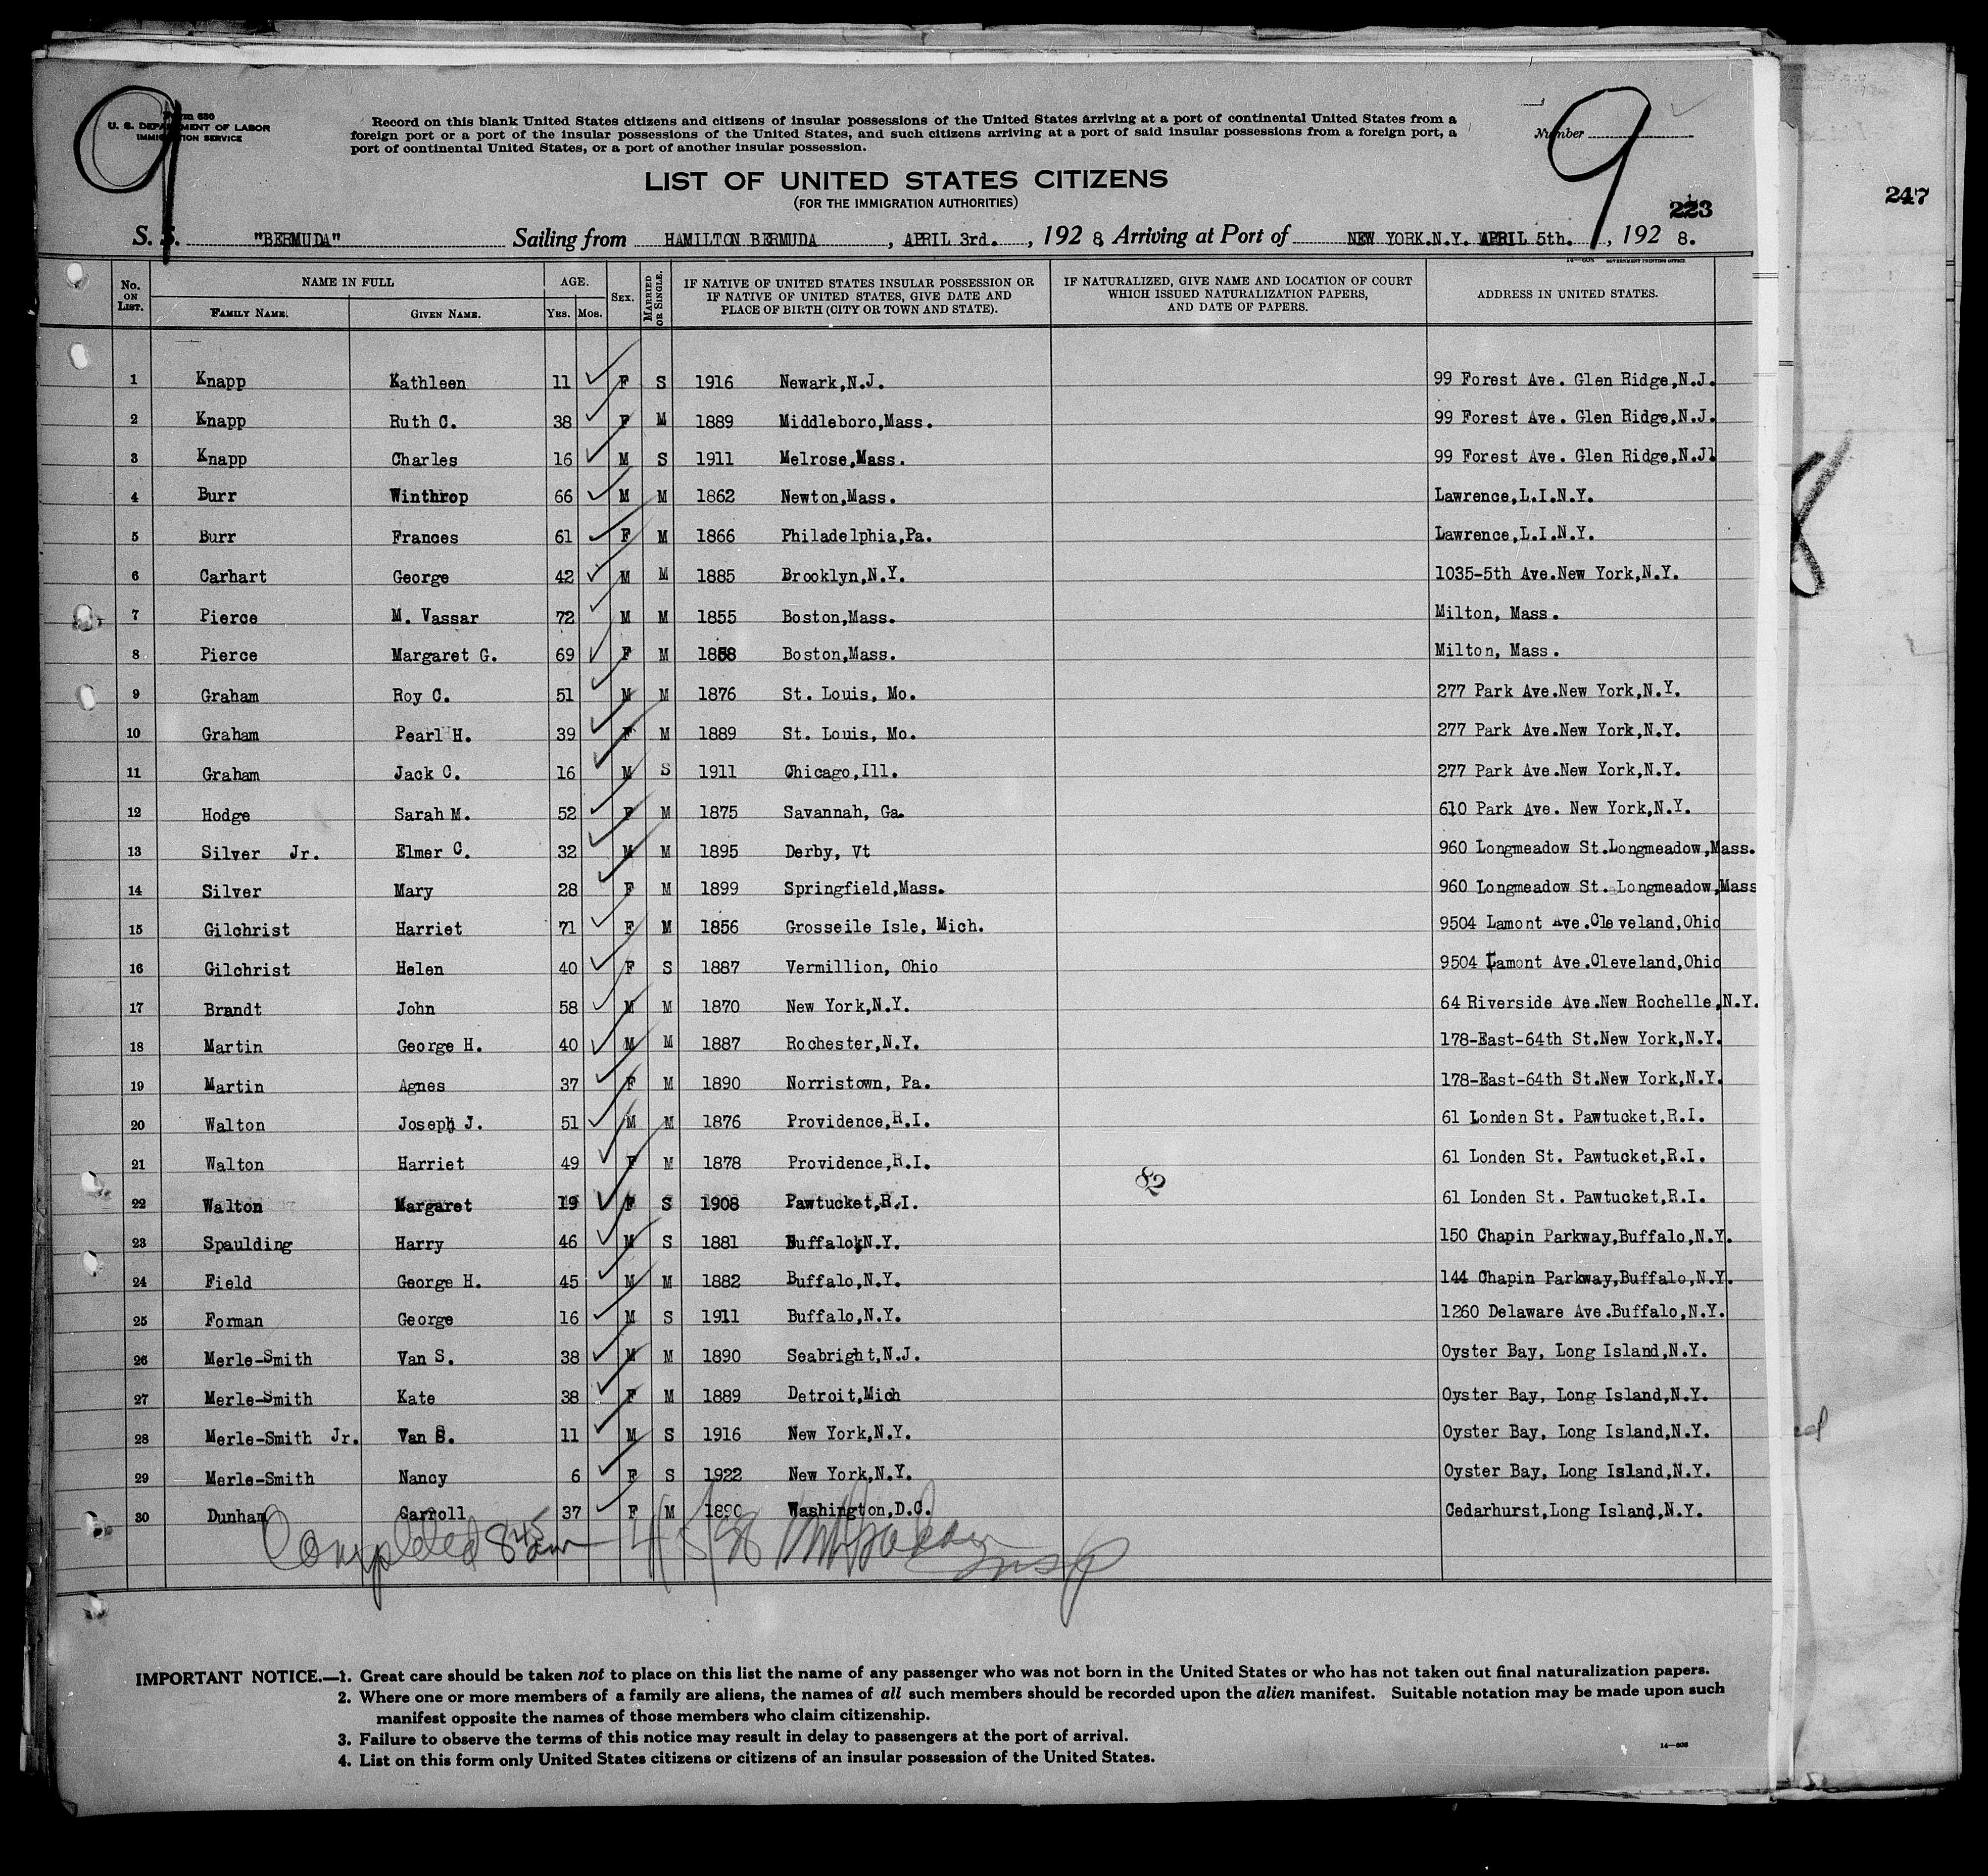 9
9
Form 630
U. S. DEPARTMENT OF LABOR
IMMIGRATION SERVICE
Record on this blank United States citizens and citizens of insular possessions of the United States arriving at a port of continental United States from a
foreign port or a port of the insular possessions of the United States, and such citizens arriving at a port of said insular possessions from a foreign port, a
port of continental United States, or a port of another insular possession.
Number
LIST OF UNITED STATES CITIZENS
(FOR THE IMMIGRATION AUTHORITIES)
223
247
S. S. "BERMUDA" Sailing from HAMILTON BERMUDA, APRIL 3rd., 1928, Arriving at Port of NEW YORK.N.Y. APRIL 5th., 1928.
14—608 GOVERNMENT PRINTING OFFICE
No. ON LIST. NAME IN FULL AGE. SEX. MARRIED OR SINGLE. IF NATIVE OF UNITED STATES INSULAR POSSESSION OR IF NATIVE OF UNITED STATES, GIVE DATE AND PLACE OF BIRTH (CITY OR TOWN AND STATE). IF NATURALIZED, GIVE NAME AND LOCATION OF COURT WHICH ISSUED NATURALIZATION PAPERS, AND DATE OF PAPERS. ADDRESS IN UNITED STATES.
FAMILY NAME. GIVEN NAME. YRS. MOS.
1 Knapp Kathleen 11 F S 1916 Newark,N.J. 99 Forest Ave. Glen Ridge,N.J.
2 Knapp Ruth C. 38 F M 1889 Middleboro,Mass. 99 Forest Ave. Glen Ridge,N.J.
3 Knapp Charles 16 M S 1911 Melrose,Mass. 99 Forest Ave. Glen Ridge,N.Jl
4 Burr Winthrop 66 M M 1862 Newton,Mass. Lawrence,L.I.N.Y.
5 Burr Frances 61 F M 1866 Philadelphia,Pa. Lawrence,L.I.N.Y.
6 Carhart George 42 M M 1885 Brooklyn,N.Y. 1035-5th Ave.New York,N.Y.
7 Pierce M. Vassar 72 M M 1855 Boston,Mass. Milton, Mass.
8 Pierce Margaret G. 69 F M 1858 Boston,Mass. Milton, Mass.
9 Graham Roy C. 51 M M 1876 St. Louis, Mo. 277 Park Ave.New York,N.Y.
10 Graham Pearl H. 39 F M 1889 St. Louis, Mo. 277 Park Ave.New York,N.Y.
11 Graham Jack C. 16 M S 1911 Chicago,Ill. 277 Park Ave.New York,N.Y.
12 Hodge Sarah M. 52 F M 1875 Savannah, Ga. 610 Park Ave. New York,N.Y.
13 Silver Jr. Elmer C. 32 M M 1895 Derby, Vt 960 Longmeadow St.Longmeadow,Mass.
14 Silver Mary 28 F M 1899 Springfield,Mass. 960 Longmeadow St. Longmeadow,Mass
15 Gilchrist Harriet 71 F M 1856 Grosseile Isle, Mich. 9504 Lamont Ave.Cleveland,Ohio
16 Gilchrist Helen 40 F S 1887 Vermillion, Ohio 9504 Lamont Ave.Cleveland,Ohio
17 Brandt John 58 M M 1870 New York,N.Y. 64 Riverside Ave.New Rochelle,N.Y.
18 Martin George H. 40 M M 1887 Rochester,N.Y. 178-East-64th St.New York,N.Y.
19 Martin Agnes 37 F M 1890 Norristown, Pa. 178-East-64th St.New York,N.Y.
20 Walton Joseph J. 51 M M 1876 Providence,R.I. 61 Londen St. Pawtucket,R.I.
21 Walton Harriet 49 F M 1878 Providence,R.I. 61 Londen St. Pawtucket,R.I.
82
22 Walton Margaret 19 F S 1908 Pawtucket,R.I. 61 Londen St. Pawtucket,R.I.
23 Spaulding Harry 46 M S 1881 Buffalo,N.Y. 150 Chapin Parkway,Buffalo,N.Y.
24 Field George H. 45 M M 1882 Buffalo,N.Y. 144 Chapin Parkway,Buffalo,N.Y.
25 Forman George 16 M S 1911 Buffalo,N.Y. 1260 Delaware Ave.Buffalo,N.Y.
26 Merle-Smith Van S. 38 M M 1890 Seabright,N.J. Oyster Bay, Long Island,N.Y.
27 Merle-Smith Kate 38 F M 1889 Detroit,Mich Oyster Bay, Long Island,N.Y.
28 Merle-Smith Jr. Van S. 11 M S 1916 New York,N.Y. Oyster Bay, Long Island,N.Y.
29 Merle-Smith Nancy 6 F S 1922 New York,N.Y. Oyster Bay, Long Island,N.Y.
30 Dunham Carroll 37 F M 1890 Washington,D.C. Cedarhurst,Long Island,N.Y.
Completed 8 45 am 4/5/28 Insp
IMPORTANT NOTICE.—1. Great care should be taken not to place on this list the name of any passenger who was not born in the United States or who has not taken out final naturalization papers.
2. Where one or more members of a family are aliens, the names of all such members should be recorded upon the alien manifest. Suitable notation may be made upon such
manifest opposite the names of those members who claim citizenship.
3. Failure to observe the terms of this notice may result in delay to passengers at the port of arrival.
4. List on this form only United States citizens or citizens of an insular possession of the United States.
14—608